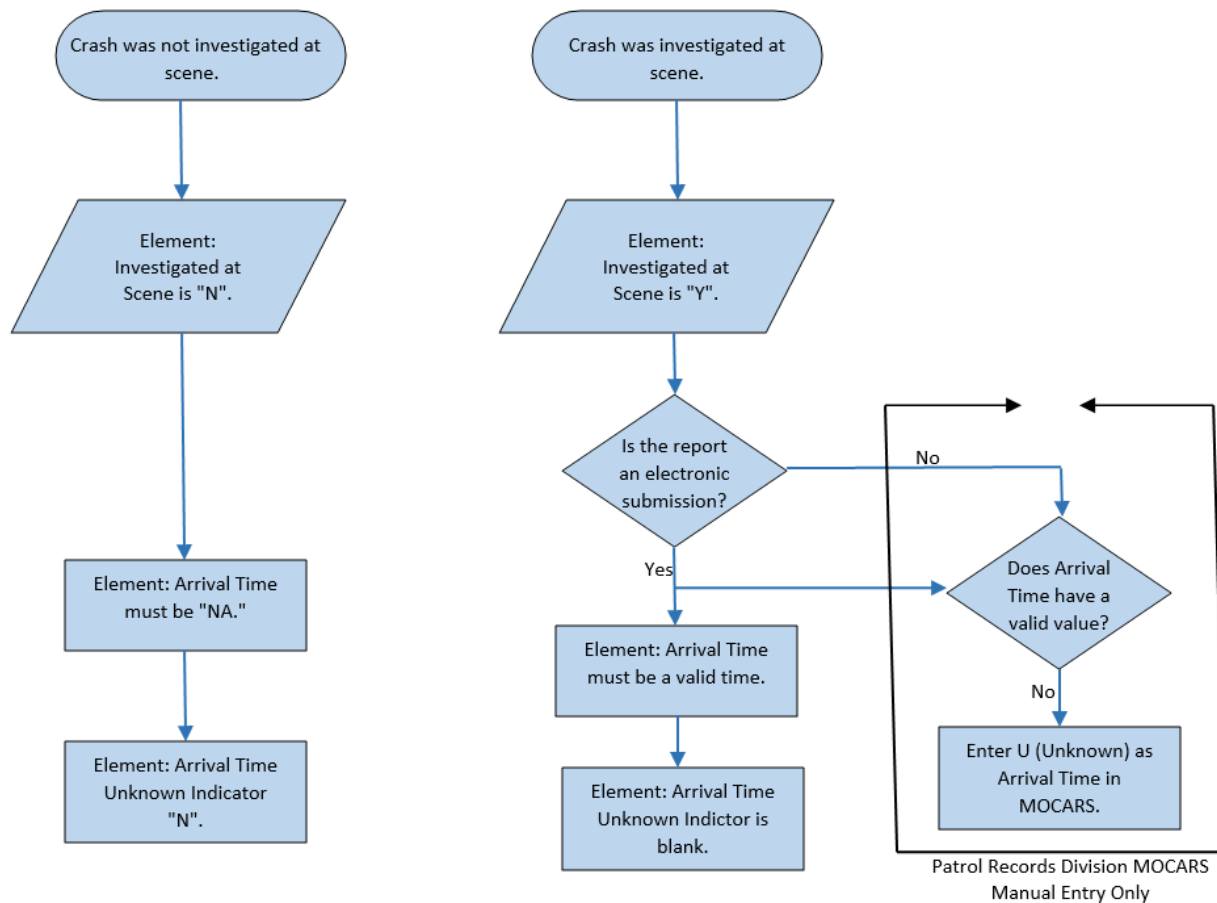 Crash was not investigated at
scene.
Element:
Investigated at
Scene is "N".
Element: Arrival Time
must be "NA."
Element: Arrival Time
Unknown Indicator
"N".
Crash was investigated at
scene.
Element:
Investigated at
Scene is "Y".
Is the report
an electronic
submission?
No
Yes
Element: Arrival Time
must be a valid time.
Element: Arrival Time
Unknown Indictor is
blank.
Does Arrival
Time have a
valid value?
No
Enter U (Unknown) as
Arrival Time in
MOCARS.
Patrol Records Division MOCARS
Manual Entry Only